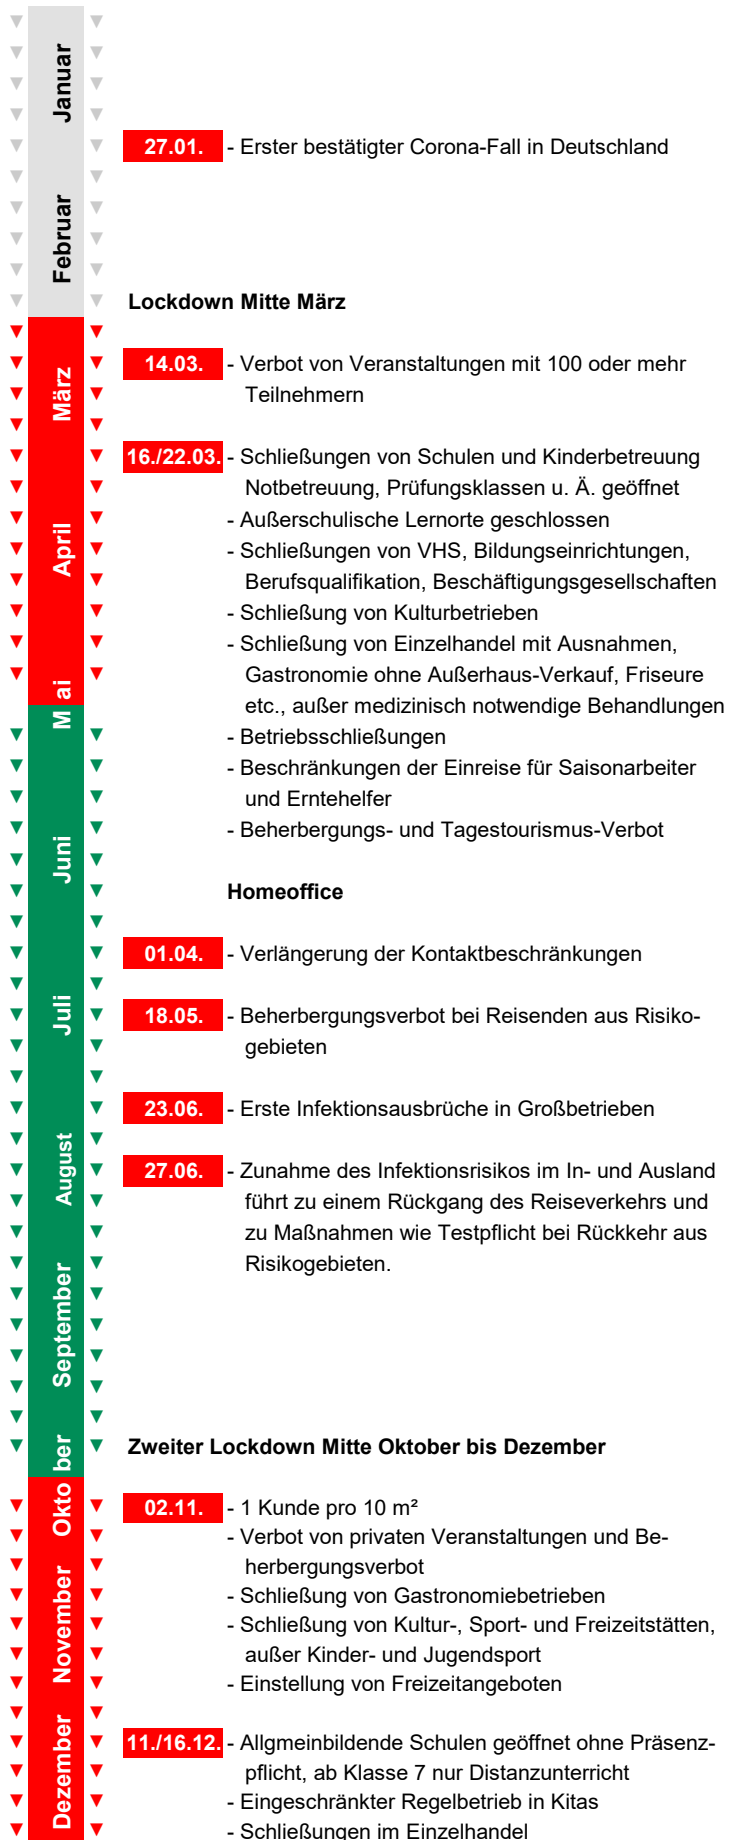 Januar
27.01. - Erster bestätigter Corona-Fall in Deutschland
Februar
Lockdown Mitte März
März
14.03. - Verbot von Veranstaltungen mit 100 oder mehr
Teilnehmern
16./22.03. - Schließungen von Schulen und Kinderbetreuung
Notbetreuung, Prüfungsklassen u. Ä. geöffnet
- Außerschulische Lernorte geschlossen
April
- Schließungen von VHS, Bildungseinrichtungen,
Berufsqualifikation, Beschäftigungsgesellschaften
- Schließung von Kulturbetrieben
- Schließung von Einzelhandel mit Ausnahmen,
Gastronomie ohne Außerhaus-Verkauf, Friseure
etc., außer medizinisch notwendige Behandlungen
Mai
- Betriebsschließungen
- Beschränkungen der Einreise für Saisonarbeiter
und Erntehelfer
- Beherbergungs- und Tagestourismus-Verbot
Juni
Homeoffice
01.04. - Verlängerung der Kontaktbeschränkungen
Juli
18.05. - Beherbergungsverbot bei Reisenden aus Risiko-
gebieten
23.06. - Erste Infektionsausbrüche in Großbetrieben
August
27.06. - Zunahme des Infektionsrisikos im In- und Ausland
führt zu einem Rückgang des Reiseverkehrs und
zu Maßnahmen wie Testpflicht bei Rückkehr aus
Risikogebieten.
September
Zweiter Lockdown Mitte Oktober bis Dezember
Oktober
02.11. - 1 Kunde pro 10 m²
- Verbot von privaten Veranstaltungen und Be-
herbergungsverbot
- Schließung von Gastronomiebetrieben
- Schließung von Kultur-, Sport- und Freizeitstätten,
außer Kinder- und Jugendsport
- Einstellung von Freizeitangeboten
November
11./16.12. - Allgmeinbildende Schulen geöffnet ohne Präsenz-
pflicht, ab Klasse 7 nur Distanzunterricht
- Eingeschränkter Regelbetrieb in Kitas
- Schließungen im Einzelhandel
Dezember